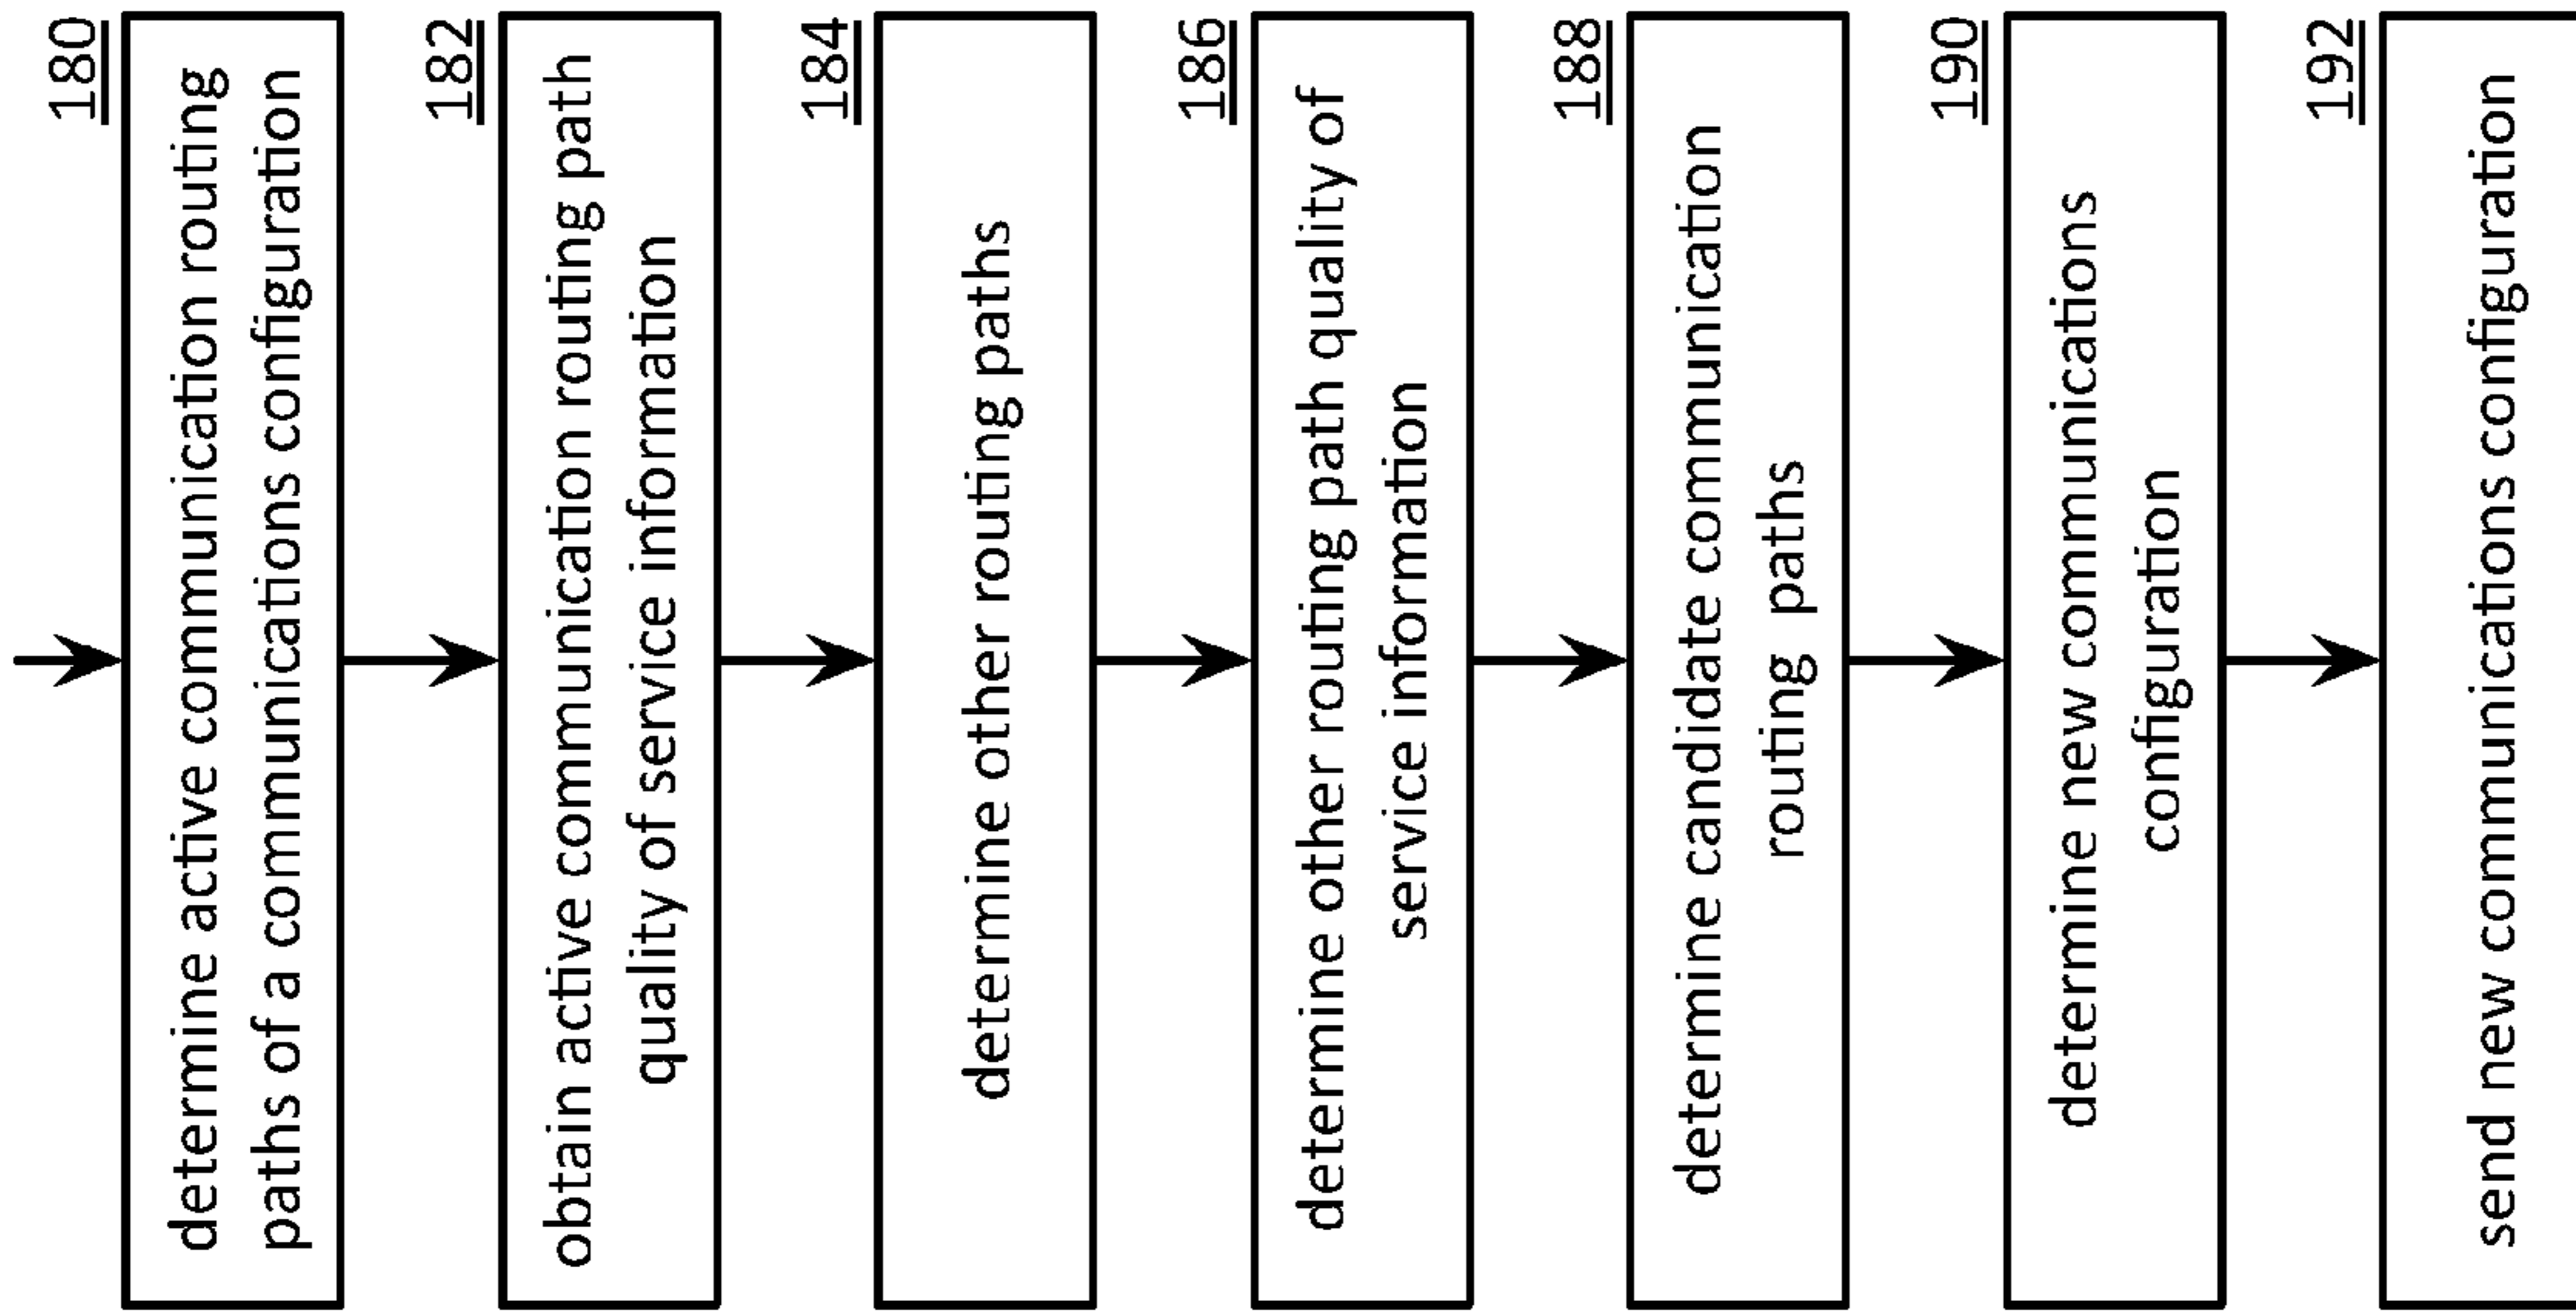 180
determine active communication routing
paths of a communications configuration
182
obtain active communication routing path
quality of service information
184
determine other routing paths
186
determine other routing path quality of
service information
188
determine candidate communication
routing paths
190
determine new communications
configuration
192
send new communications configuration